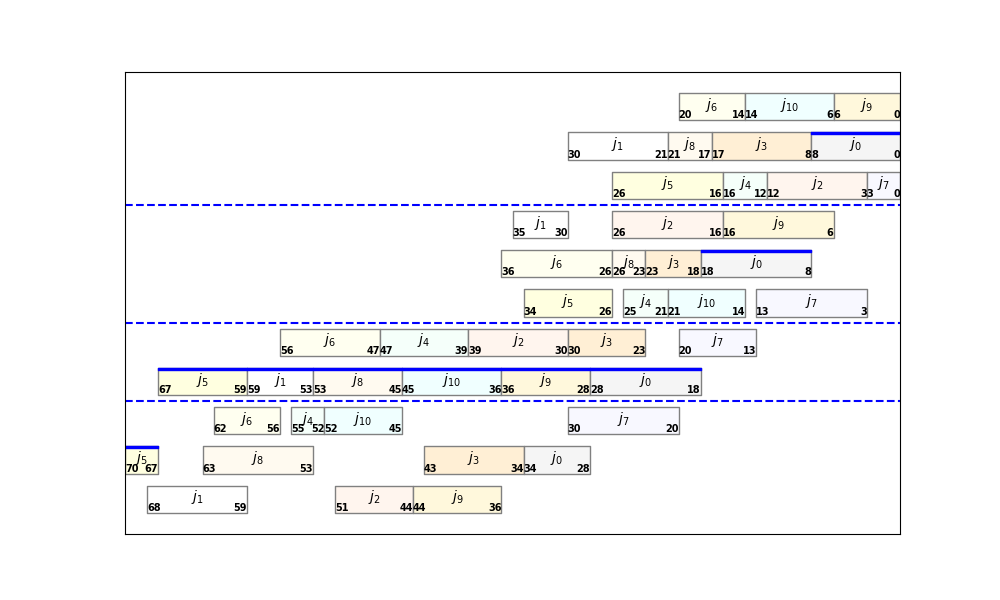 j6 j10 j9
20 14 14 6 6 0
j1 j8 j3 j0
30 21 21 17 17 8 8 0
j5 j4 j2 j7
26 16 16 12 12 3 3 0
j1 j2 j9
35 30 26 16 16 6
j6 j8 j3 j0
36 26 26 23 23 18 18 8
j5 j4 j10 j7
34 26 25 21 21 14 13 3
j6 j4 j2 j3 j7
56 47 47 39 39 30 30 23 20 13
j5 j1 j8 j10 j9 j0
67 59 59 53 53 45 45 36 36 28 28 18
j6 j4 j10 j7
62 56 55 52 52 45 30 20
j5 j8 j3 j0
70 67 63 53 43 34 34 28
j1 j2 j9
68 59 51 44 44 36